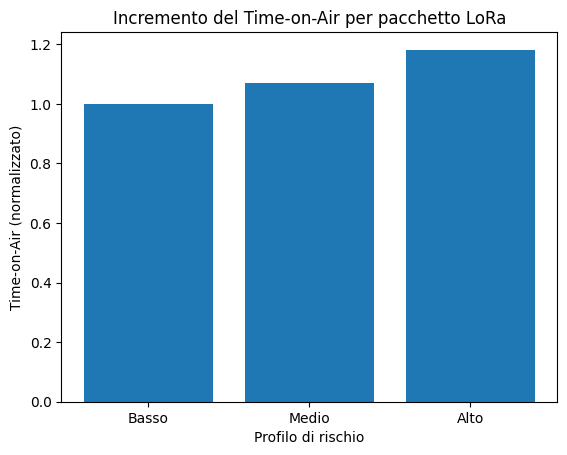 Incremento del Time-on-Air per pacchetto LoRa
Time-on-Air (normalizzato)
1.2
1.0
0.8
0.6
0.4
0.2
0.0
Basso Medio Alto
Profilo di rischio